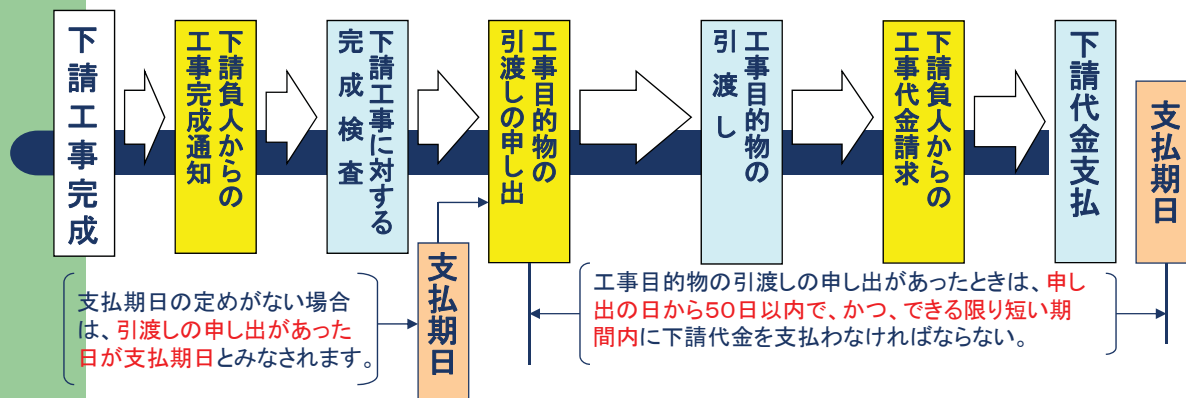 下請工事完成
下請負人からの
工事完成通知
下請工事に対する
完成検査
工事目的物の
引渡しの申し出
工事目的物の
引渡し
下請負人からの
工事代金請求
下請代金支払
支払期日
支払期日
支払期日の定めがない場合
は、引渡しの申し出があった
日が支払期日とみなされます。
工事目的物の引渡しの申し出があったときは、申し
出の日から50日以内で、かつ、できる限り短い期
間内に下請代金を支払わなければならない。